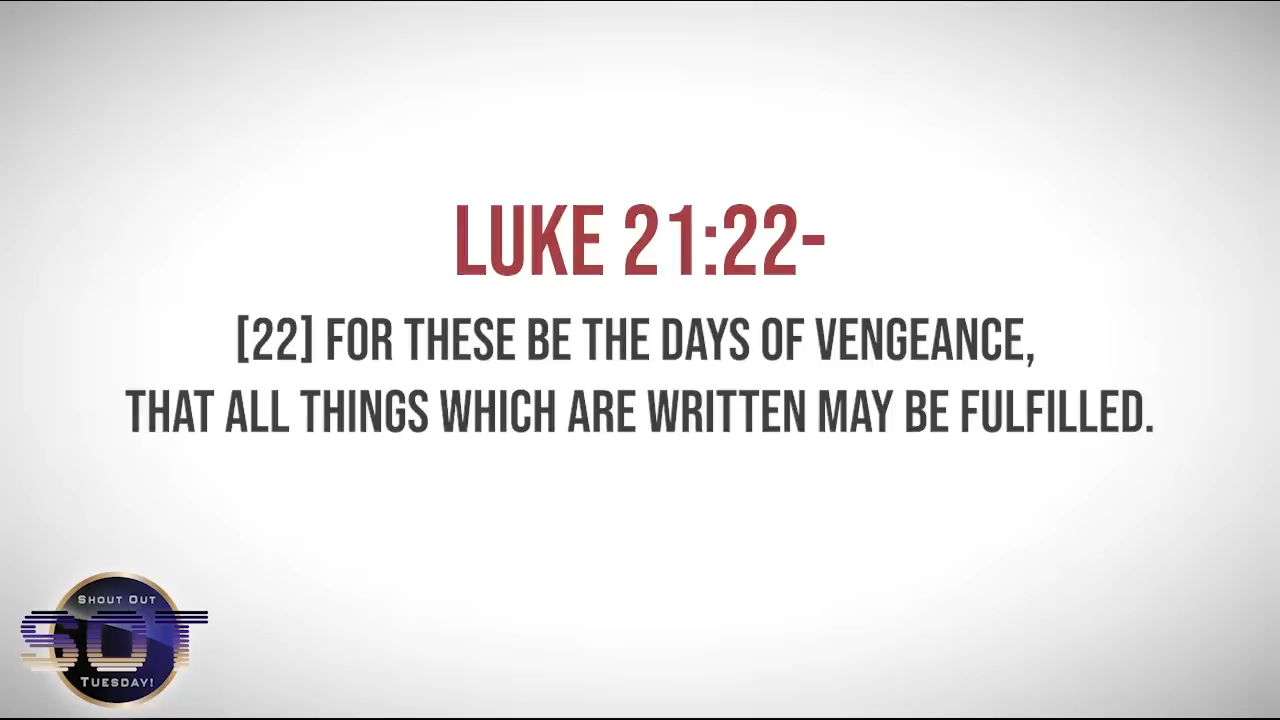 LUKE 21:22-
[22] FOR THESE BE THE DAYS OF VENGEANCE,
THAT ALL THINGS WHICH ARE WRITTEN MAY BE FULFILLED.
SHOUT OUT
SOT
TUESDAY!